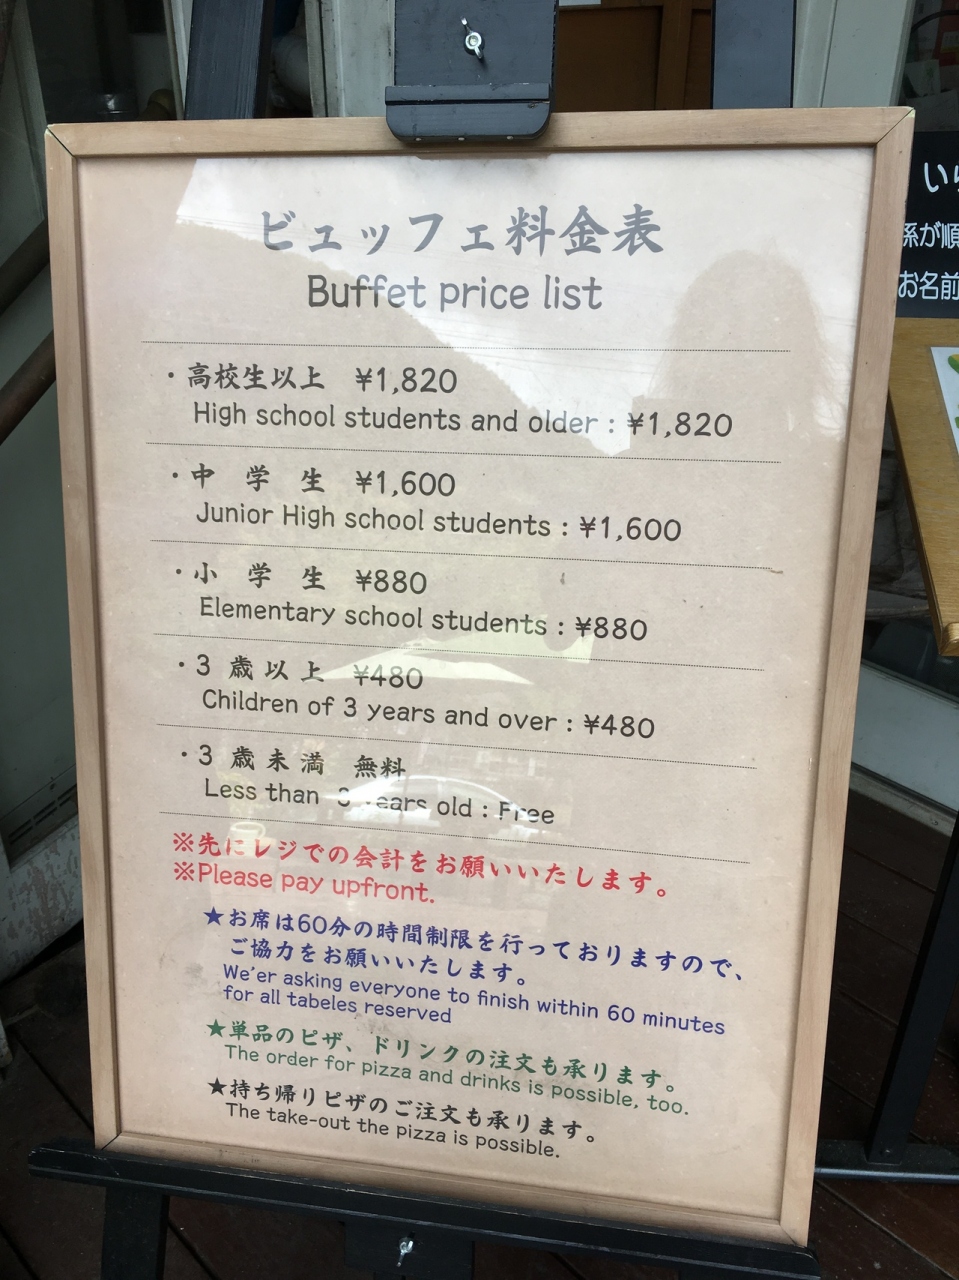 ビュッフェ料金表
Buffet price list
・高校生以上 ¥1,820
High school students and older : ¥1,820
・中学生 ¥1,600
Junior High school students : ¥1,600
・小学生 ¥880
Elementary school students : ¥880
・3歳以上 ¥480
Children of 3 years and over : ¥480
・3歳未満 無料
Less than 3 years old : Free
※先にレジでの会計をお願いいたします。
※Please pay upfront.
★お席は60分の時間制限を行っておりますので、
ご協力をお願いいたします。
We'er asking everyone to finish within 60 minutes
for all tabeles reserved
★単品のピザ、ドリンクの注文も承ります。
The order for pizza and drinks is possible, too.
★持ち帰りピザのご注文も承ります。
The take-out the pizza is possible.
い
係が順
お名前